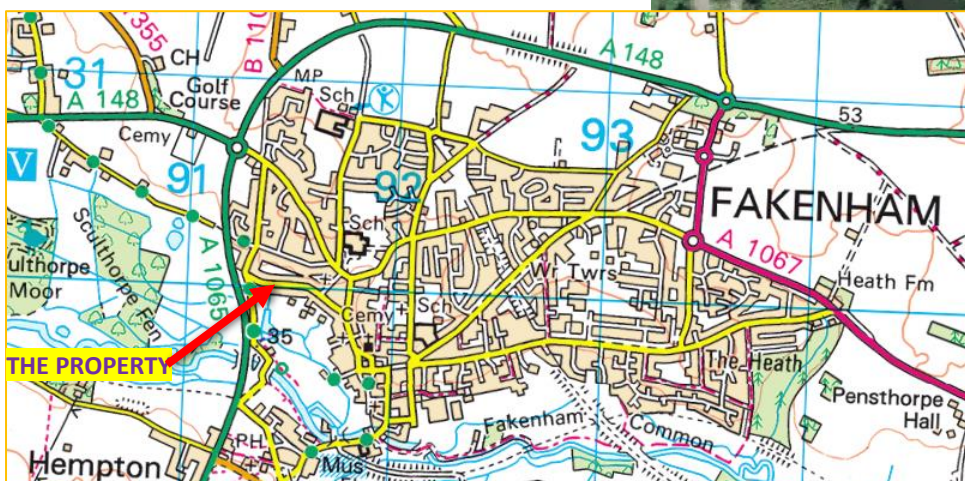 1355
B 110
A 148
CH
31
MP
Sch
Golf
Course
A 148
53
Cemy
93
V
91
92
FAKENHAM
Sch
A 1067
Sculthorpe Fen
A 1065
Wr Twrs
ulthorpe
Moor
Heath Fm
Cemy
Sch
35
THE PROPERTY
The Heath
Pensthorpe
Hall
Fakenham
Common
PH
Mus
Hempton